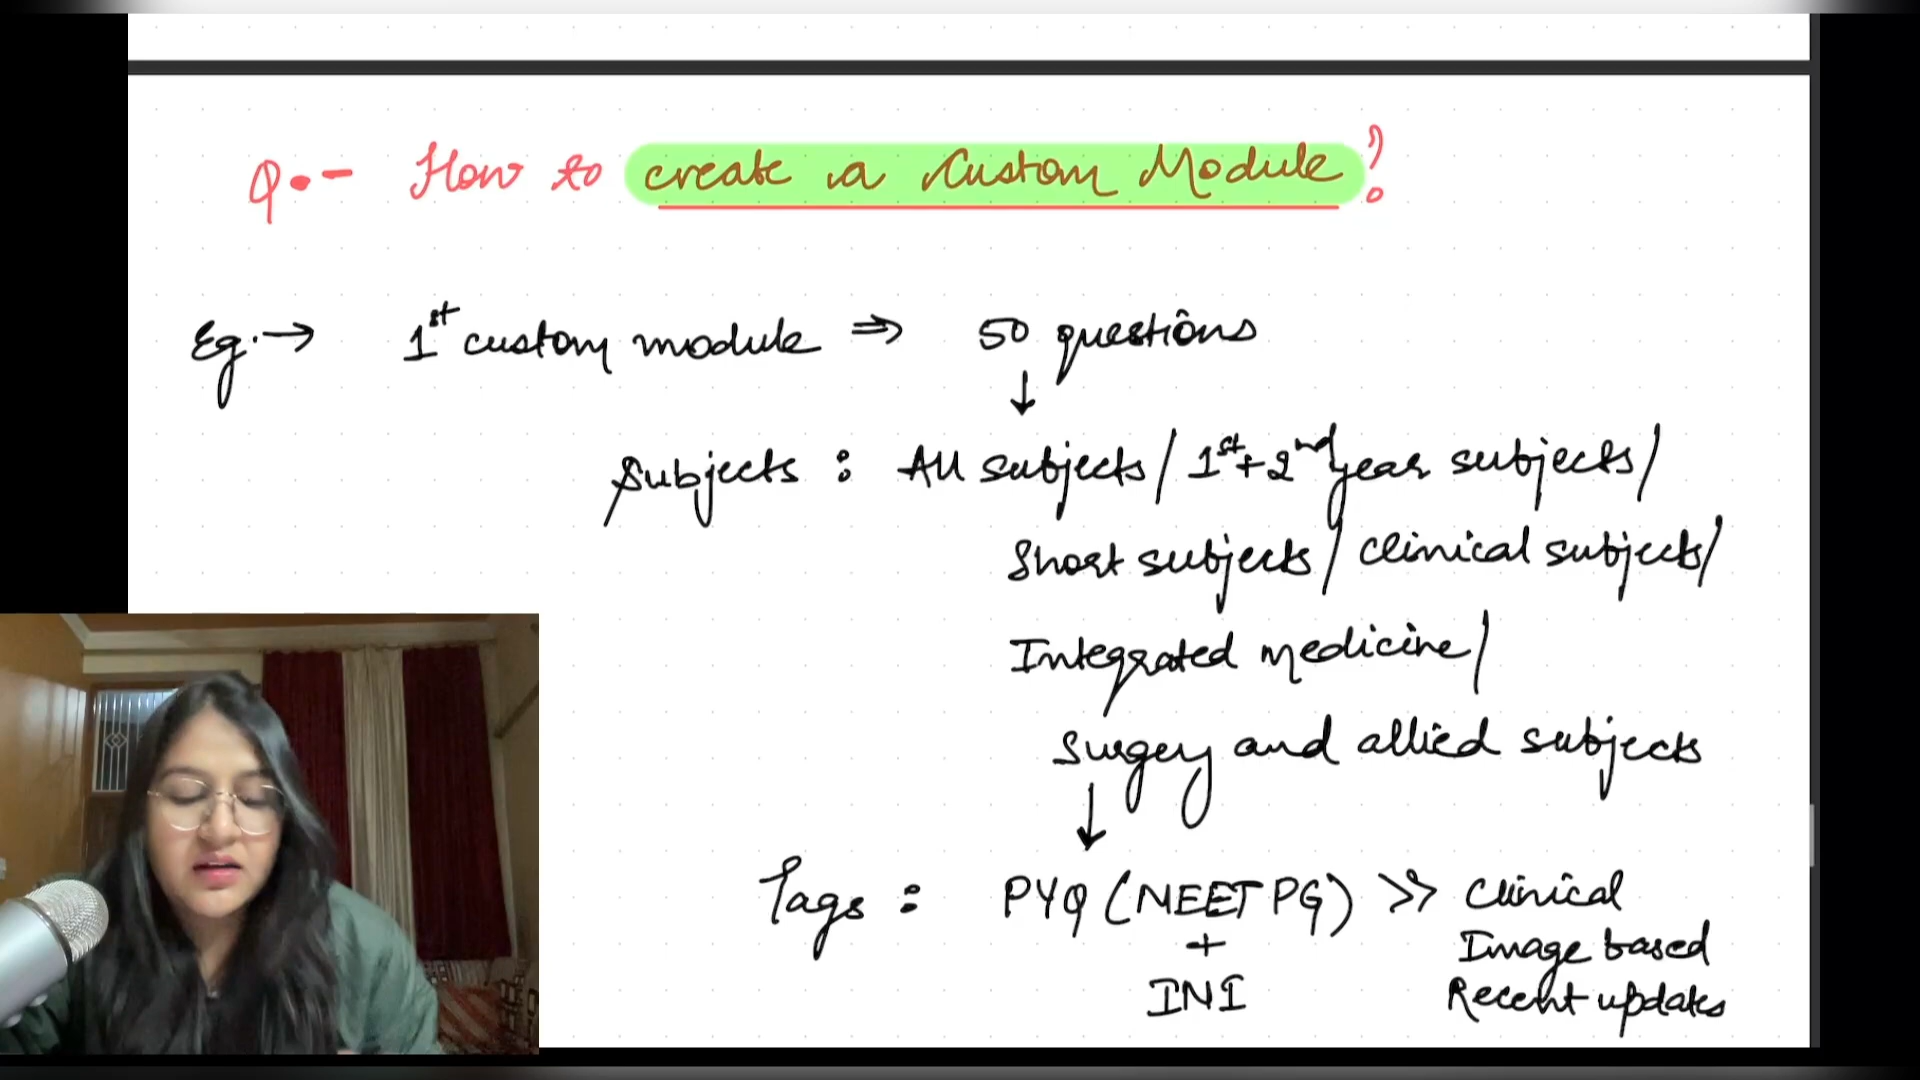 Q.- How to create a Custom Module?
Eg. → 1st custom module ⇒ 50 questions
↓
Subjects : All subjects/ 1st+2nd year subjects/
Short subjects/ clinical subjects/
Integrated medicine/
Surgery and allied subjects
↓
Tags : PYQ (NEET PG) >> Clinical
+ Image based
INI Recent updates